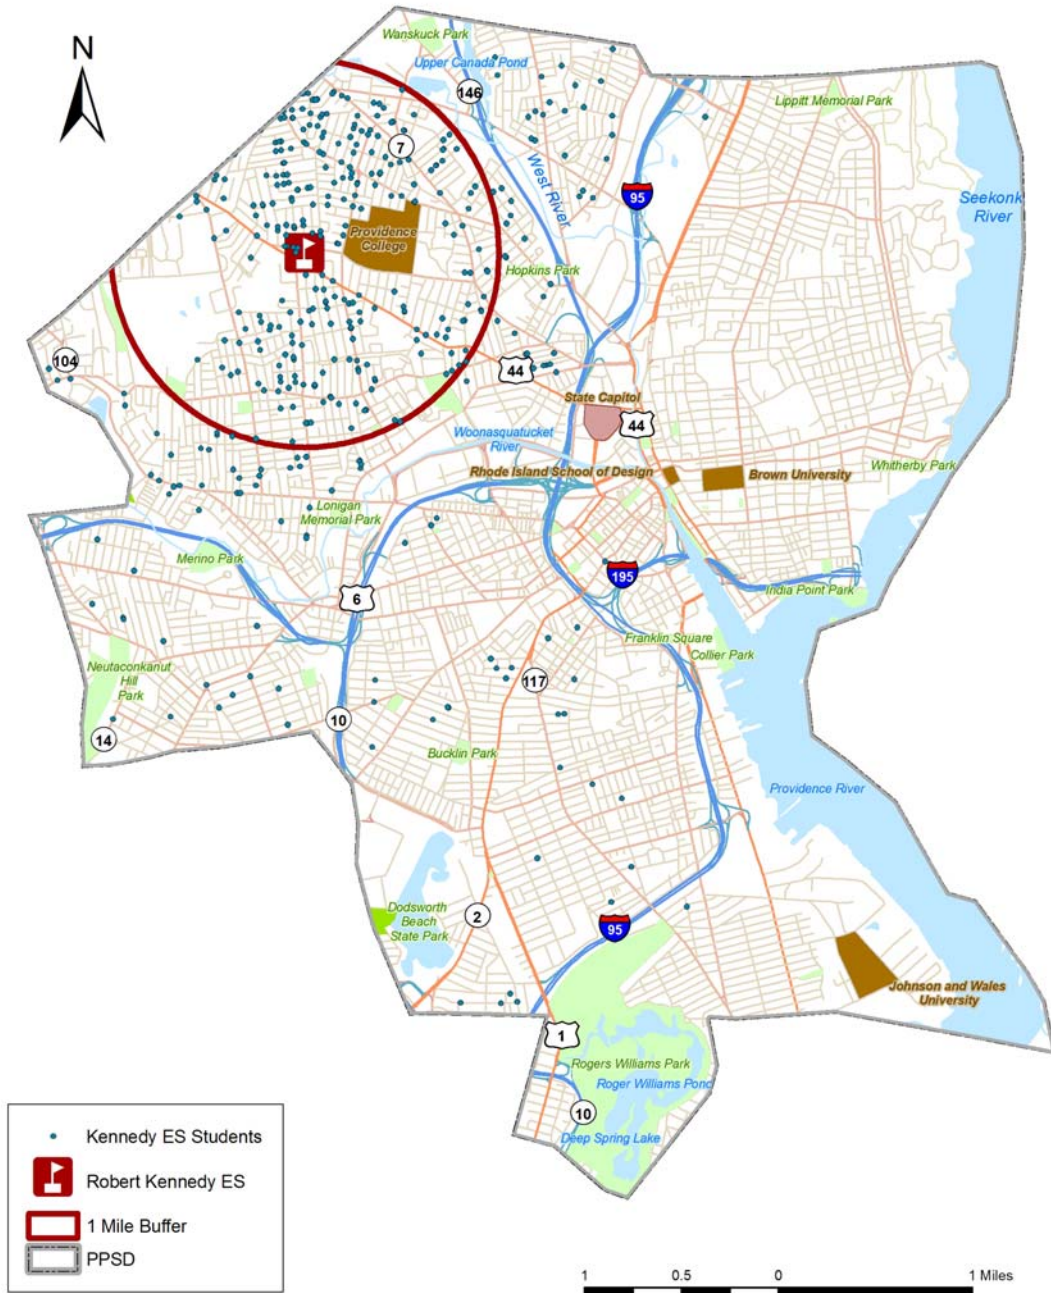 N
Wanskuck Park
Upper Canada Pond
146
Lippitt Memorial Park
7
West River
95
Seekonk
River
Providence
College
Hopkins Park
104
44
State Capitol
44
Woonasquatucket
River
Rhode Island School of Design
Brown University
Whitherby Park
Lonigan
Memorial Park
Merino Park
195
India Point Park
6
Franklin Square
Collier Park
Neutaconkanut
Hill
Park
117
10
14
Bucklin Park
Providence River
Dodsworth
Beach
State Park
2
95
Johnson and Wales
University
1
Rogers Williams Park
Roger Williams Pond
10
Deep Spring Lake
Kennedy ES Students
Robert Kennedy ES
1 Mile Buffer
PPSD
1 0.5 0 1 Miles